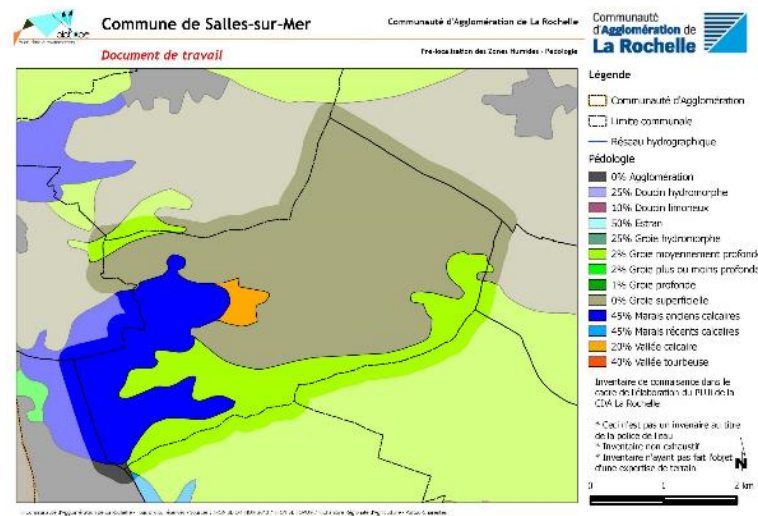 Commune de Salles-sur-Mer
Document de travail
Communauté d'Agglomération de La Rochelle
Pré-localisation des Zones Humides - Pédologie
Communauté
d'Agglomération de
La Rochelle
Légende
Communauté d'Agglomération
Limite communale
Réseau hydrographique
Pédologie
0% Agglomération
25% Doucin hydromorphe
10% Doucin limoneux
50% Estran
25% Groie hydromorphe
2% Groie moyennement profonde
2% Groie plus ou moins profonde
1% Groie profonde
0% Groie superficielle
45% Marais anciens calcaires
45% Marais récents calcaires
20% Vallée calcaire
40% Vallée tourbeuse
Inventaire de connaisance dans le
cadre de l'élaboration du PLUI de la
CDA La Rochelle
* Ceci n'est pas un invenaire au titre
de la police de l'eau
* Inventaire non exhaustif
* Inventaire n'ayant pas fait l'objet
d'une expertise de terrain
N
0 1 2 km